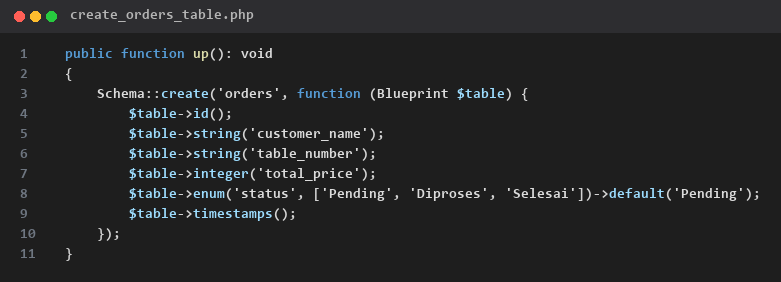 create_orders_table.php
1 public function up(): void
2 {
3     Schema::create('orders', function (Blueprint $table) {
4         $table->id();
5         $table->string('customer_name');
6         $table->string('table_number');
7         $table->integer('total_price');
8         $table->enum('status', ['Pending', 'Diproses', 'Selesai'])->default('Pending');
9         $table->timestamps();
10     });
11 }